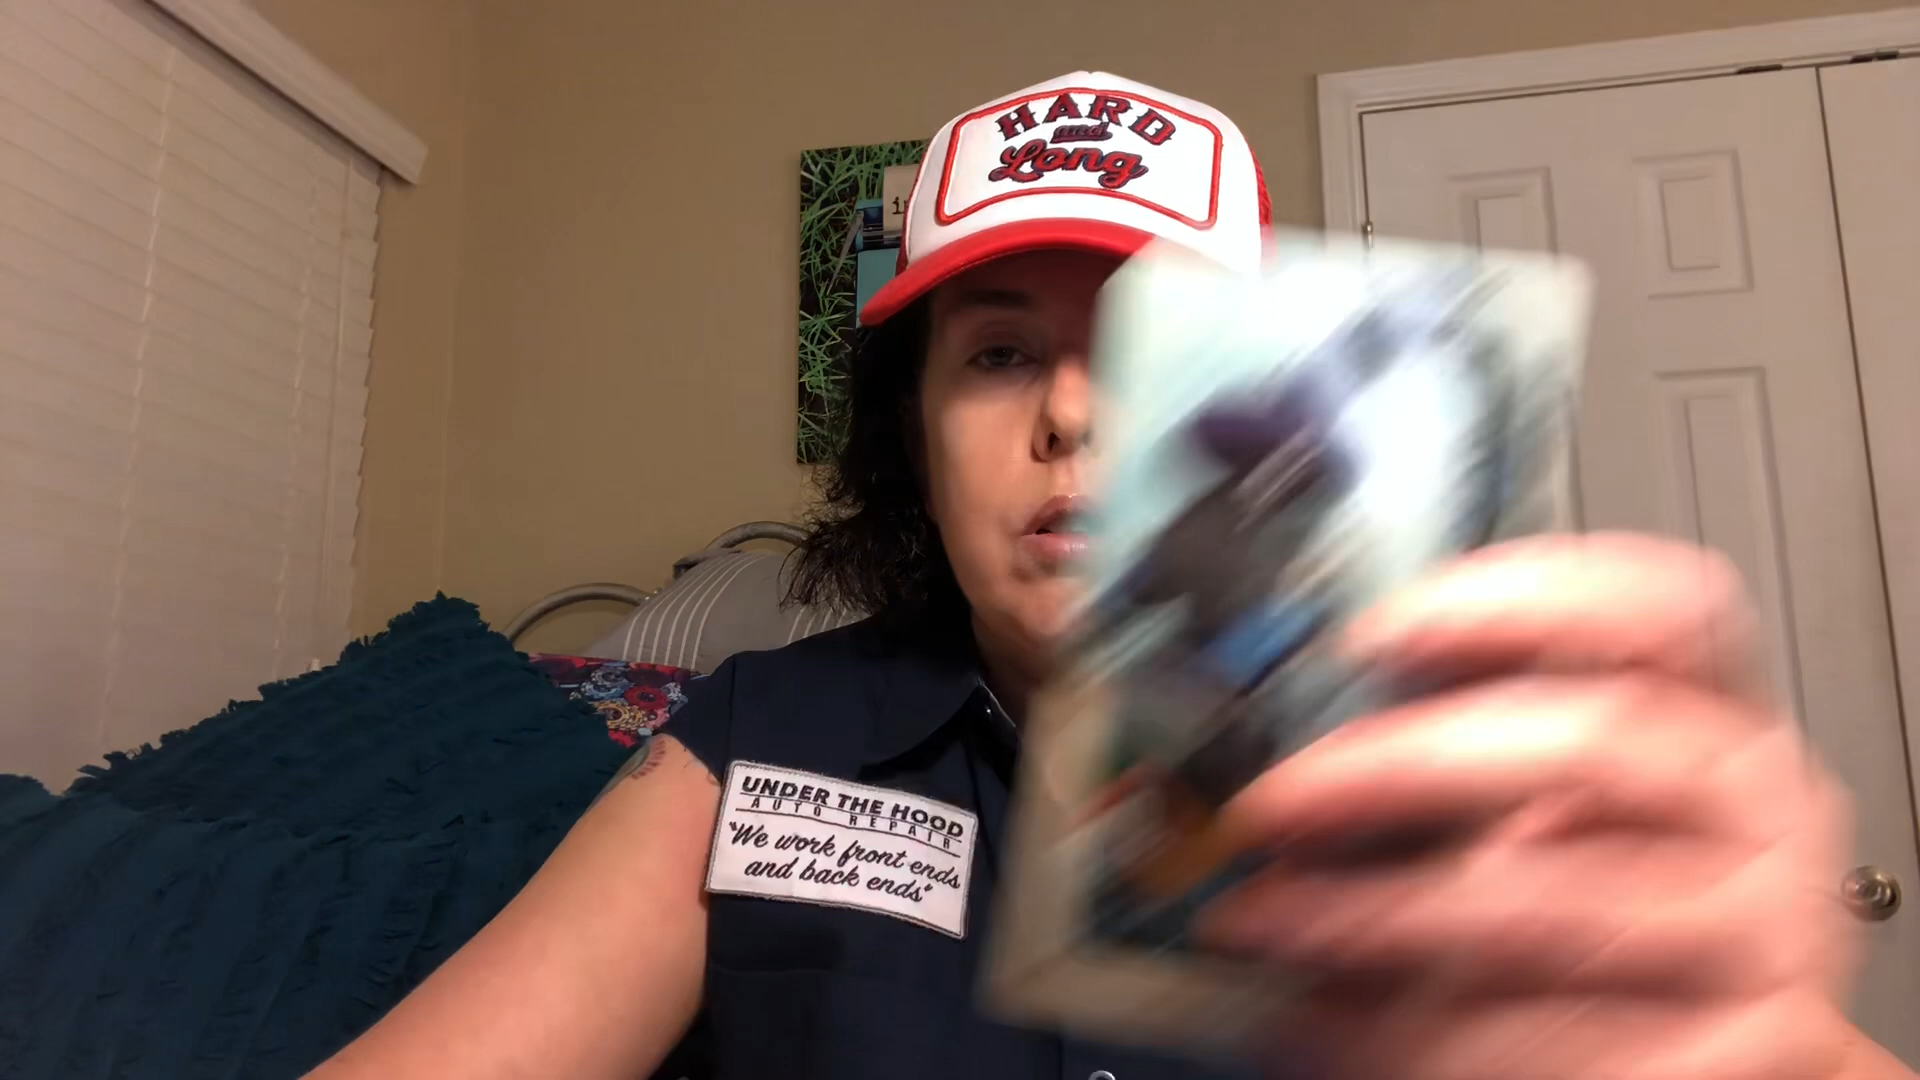 HARD
and
Long
UNDER THE HOOD
AUTO REPAIR
"We work front ends
and back ends"